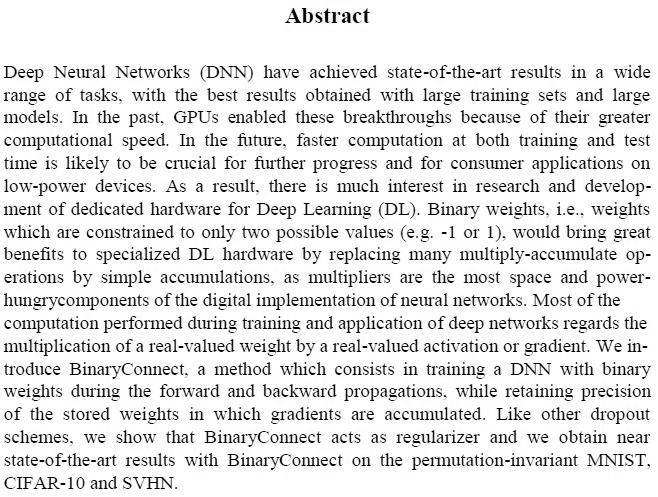 Abstract
Deep Neural Networks (DNN) have achieved state-of-the-art results in a wide
range of tasks, with the best results obtained with large training sets and large
models. In the past, GPUs enabled these breakthroughs because of their greater
computational speed. In the future, faster computation at both training and test
time is likely to be crucial for further progress and for consumer applications on
low-power devices. As a result, there is much interest in research and develop-
ment of dedicated hardware for Deep Learning (DL). Binary weights, i.e., weights
which are constrained to only two possible values (e.g. -1 or 1), would bring great
benefits to specialized DL hardware by replacing many multiply-accumulate op-
erations by simple accumulations, as multipliers are the most space and power-
hungrycomponents of the digital implementation of neural networks. Most of the
computation performed during training and application of deep networks regards the
multiplication of a real-valued weight by a real-valued activation or gradient. We in-
troduce BinaryConnect, a method which consists in training a DNN with binary
weights during the forward and backward propagations, while retaining precision
of the stored weights in which gradients are accumulated. Like other dropout
schemes, we show that BinaryConnect acts as regularizer and we obtain near
state-of-the-art results with BinaryConnect on the permutation-invariant MNIST,
CIFAR-10 and SVHN.